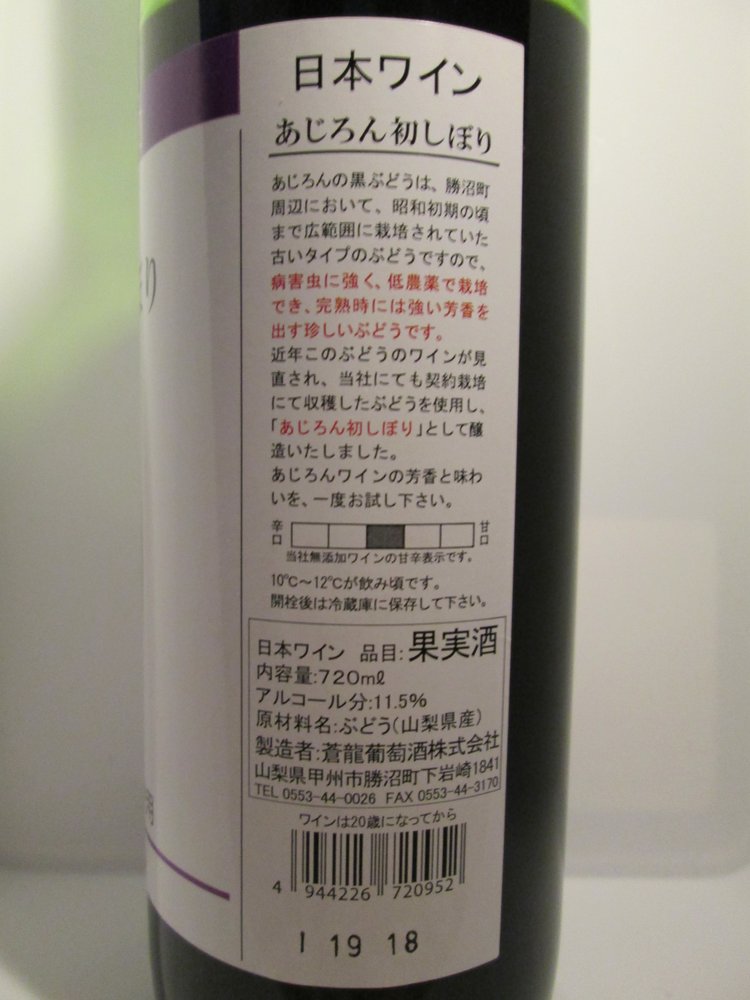 日本ワイン
あじろん初しぼり
あじろんの黒ぶどうは、勝沼町
周辺において、昭和初期の頃
まで広範囲に栽培されていた
古いタイプのぶどうですので、
病害虫に強く、低農薬で栽培
でき、完熟時には強い芳香を
出す珍しいぶどうです。
近年このぶどうのワインが見
直され、当社にても契約栽培
にて収穫したぶどうを使用し、
「あじろん初しぼり」として醸
造いたしました。
あじろんワインの芳香と味わ
いを、一度お試し下さい。
辛口 甘口
当社無添加ワインの甘辛表示です。
10℃～12℃が飲み頃です。
開栓後は冷蔵庫に保存して下さい。
日本ワイン 品目:果実酒
内容量:720mℓ
アルコール分:11.5%
原材料名:ぶどう(山梨県産)
製造者:蒼龍葡萄酒株式会社
山梨県甲州市勝沼町下岩崎1841
TEL 0553-44-0026 FAX 0553-44-3170
ワインは20歳になってから
4 944226 720952
1 19 18
り